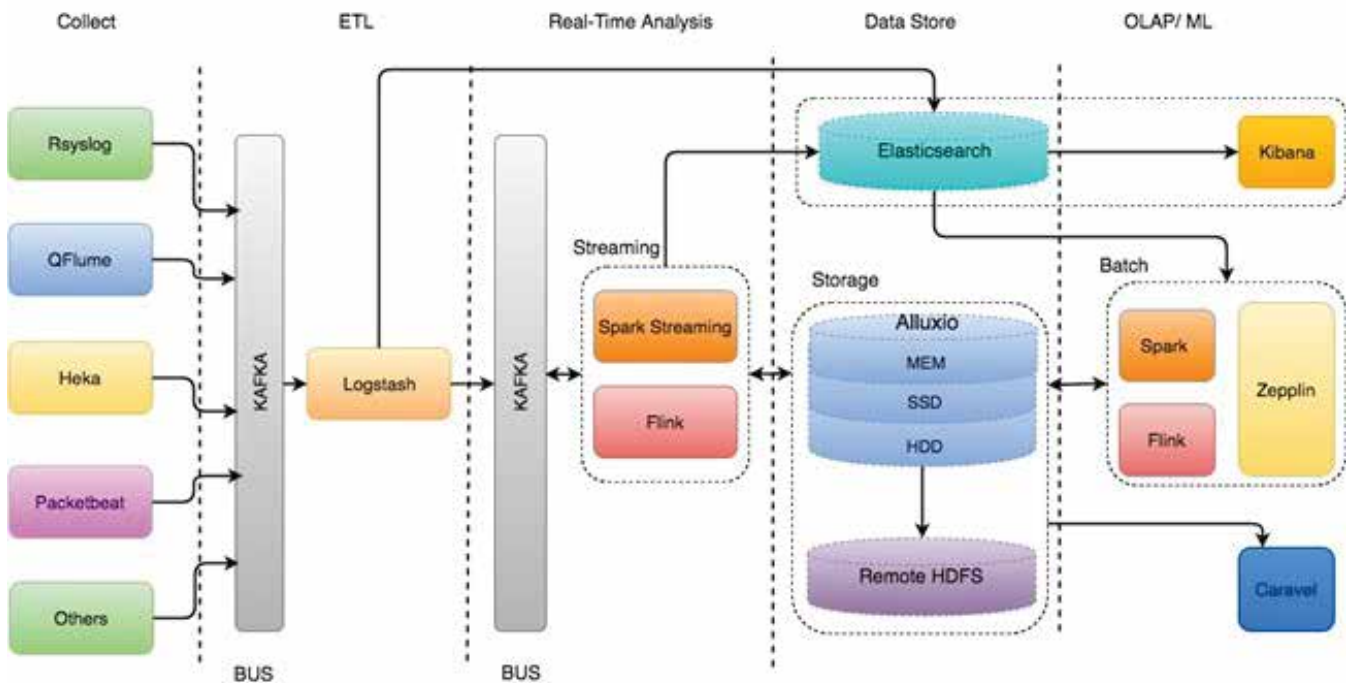 Collect
ETL
Real-Time Analysis
Data Store
OLAP/ ML
Rsyslog
QFlume
Heka
Packetbeat
Others
KAFKA
BUS
Logstash
KAFKA
BUS
Streaming
Spark Streaming
Flink
Elasticsearch
Storage
Alluxio
MEM
SSD
HDD
Remote HDFS
Kibana
Batch
Spark
Flink
Zepplin
Caravel